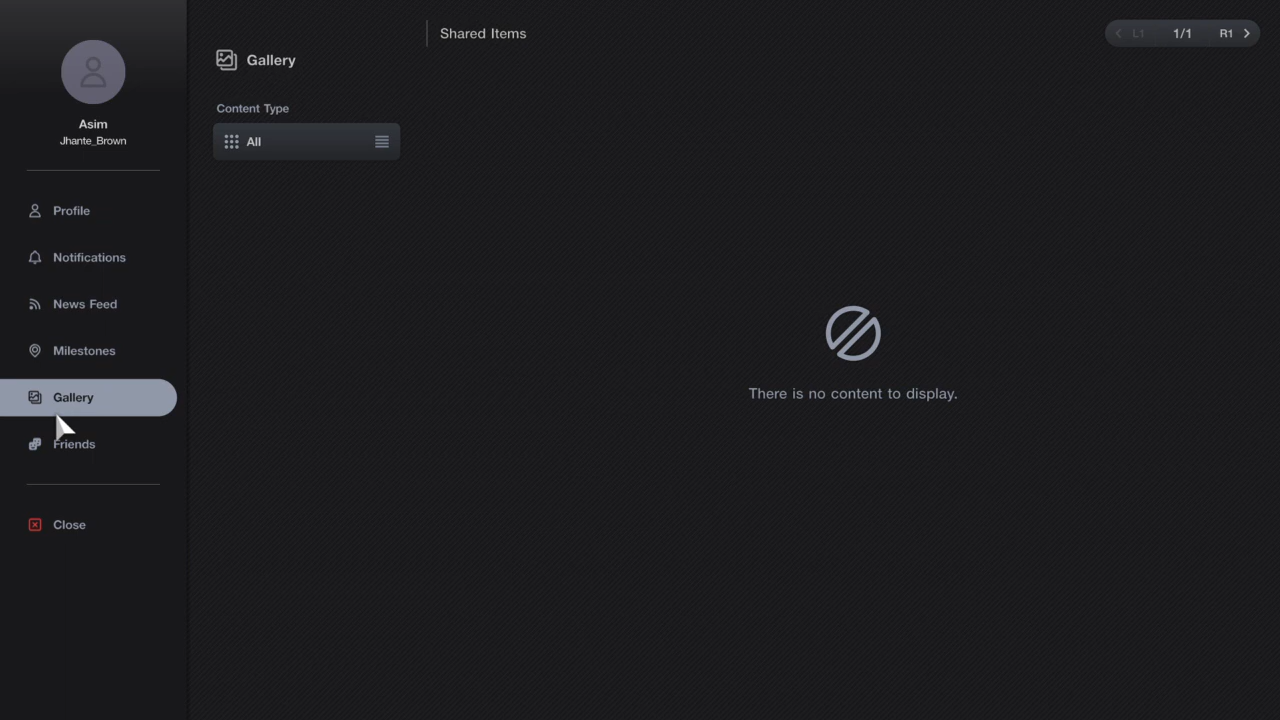 Asim
Jhante_Brown
Profile
Notifications
News Feed
Milestones
Gallery
Friends
Close
Gallery
Content Type
All
Shared Items
L1 1/1 R1
There is no content to display.